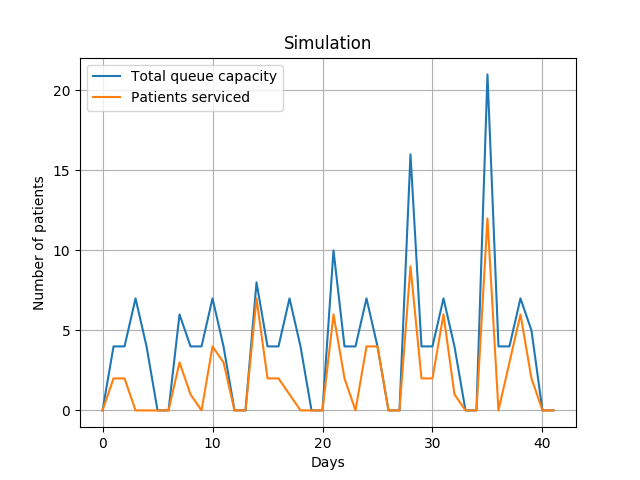 Simulation
Total queue capacity
Patients serviced
20
15
10
5
0
Number of patients
0 10 20 30 40
Days